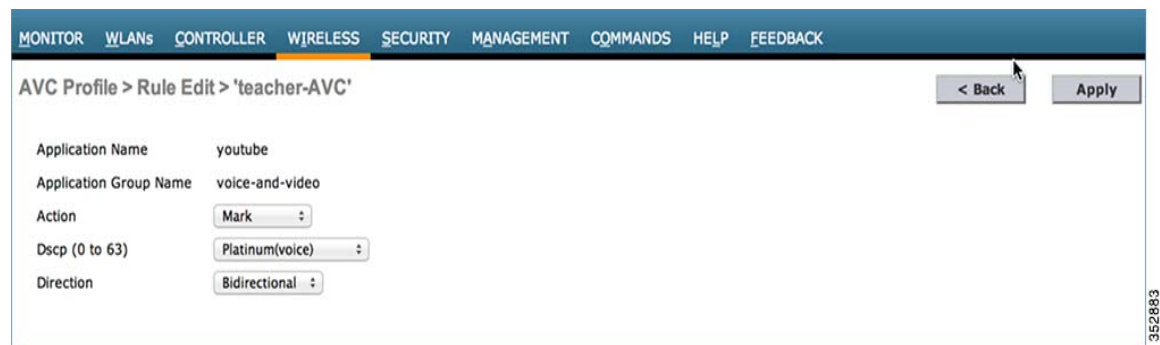 MONITOR WLANs CONTROLLER WIRELESS SECURITY MANAGEMENT COMMANDS HELP FEEDBACK
AVC Profile > Rule Edit > 'teacher-AVC' < Back Apply
Application Name youtube
Application Group Name voice-and-video
Action Mark
Dscp (0 to 63) Platinum(voice)
Direction Bidirectional
352883